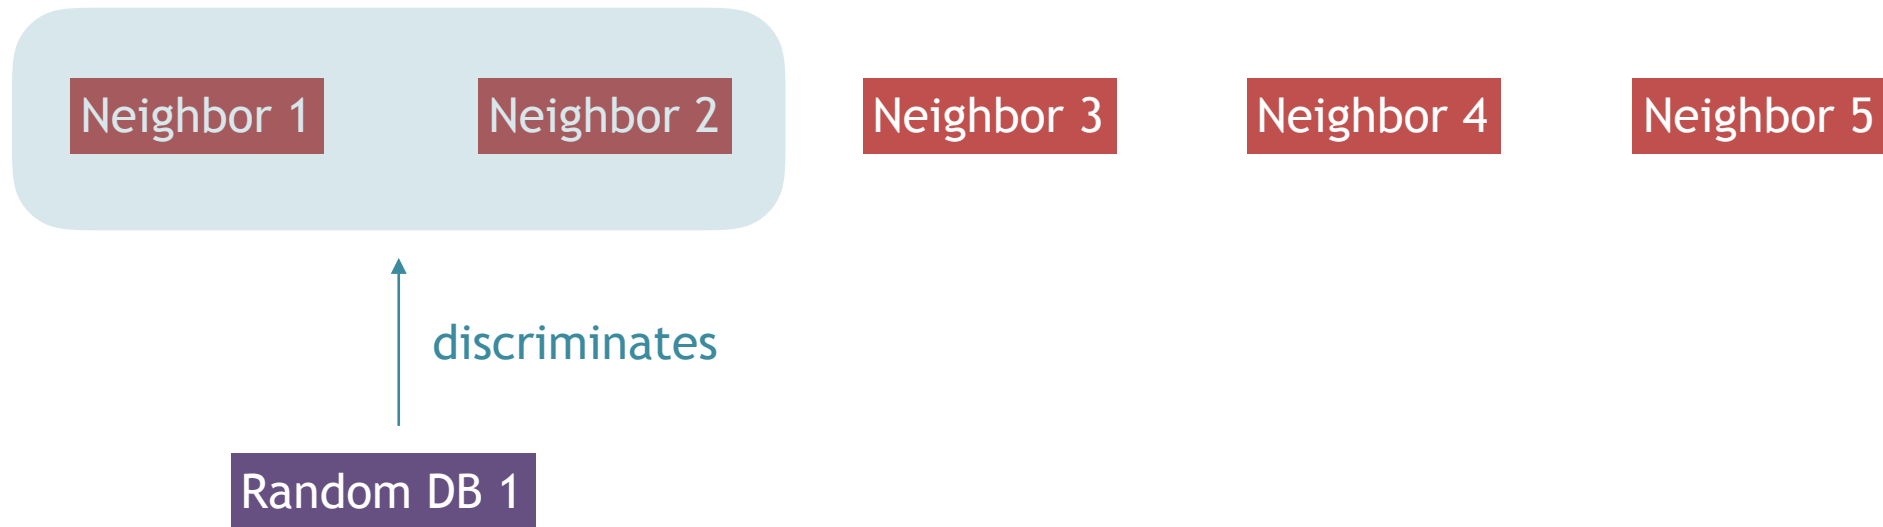 Neighbor 1
Neighbor 2
Neighbor 3
Neighbor 4
Neighbor 5
discriminates
Random DB 1